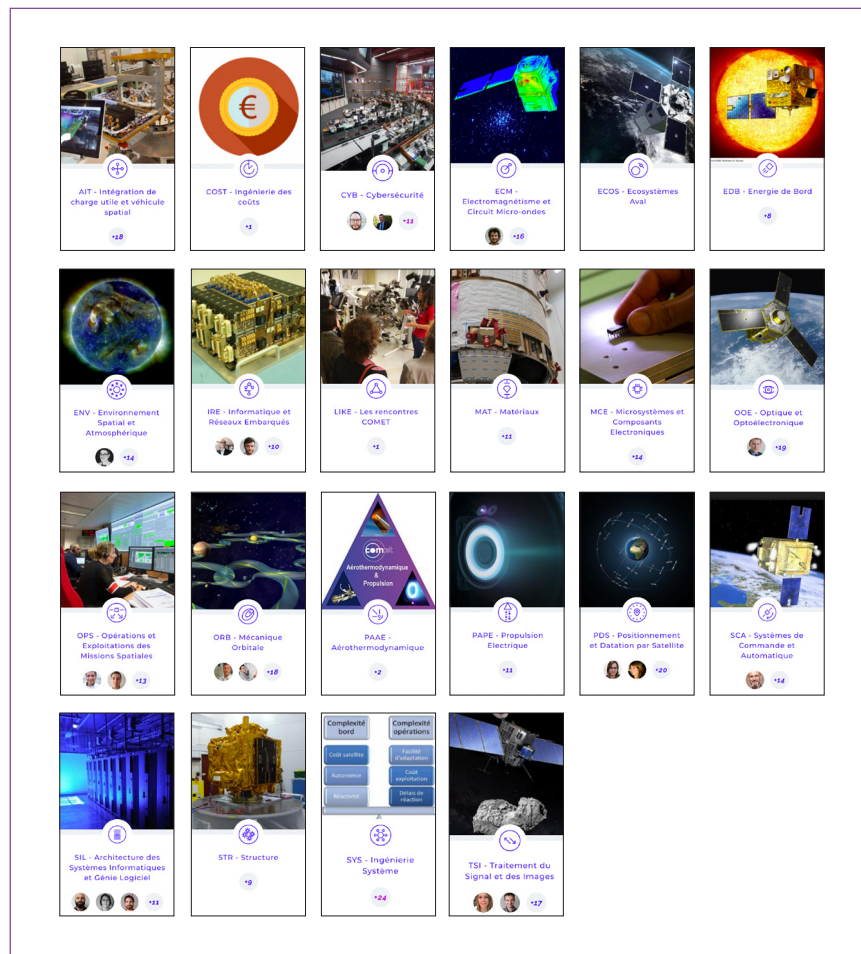 AIT - Intégration de
charge utile et véhicule
spatial
+18
COST - Ingénierie des
coûts
+1
CYB - Cybersécurité
+11
ECM -
Electromagnétisme et
Circuit Micro-ondes
+16
ECOS - Ecosystèmes
Aval
EDB - Energie de Bord
+8
ENV - Environnement
Spatial et
Atmosphérique
+14
IRE - Informatique et
Réseaux Embarqués
+10
LIKE - Les rencontres
COMET
+1
MAT - Matériaux
+11
MCE - Microsystèmes et
Composants
Electroniques
+14
OOE - Optique et
Optoélectronique
+19
OPS - Opérations et
Exploitations des
Missions Spatiales
+13
ORB - Mécanique
Orbitale
+18
Aérothermodynamique
&
Propulsion
PAAE -
Aérothermodynamique
+2
PAPE - Propulsion
Electrique
+11
PDS - Positionnement
et Datation par Satellite
+20
SCA - Systèmes de
Commande et
Automatique
+14
SIL - Architecture des
Systèmes Informatiques
et Génie Logiciel
+11
STR - Structure
+9
Complexité
bord
Coût satellite
Autonomie
Réactivité
Complexité
opérations
Facilité
d'adaptation
Coût
exploitation
Délais de
réaction
SYS - Ingénierie
Système
+24
TSI - Traitement du
Signal et des Images
+17